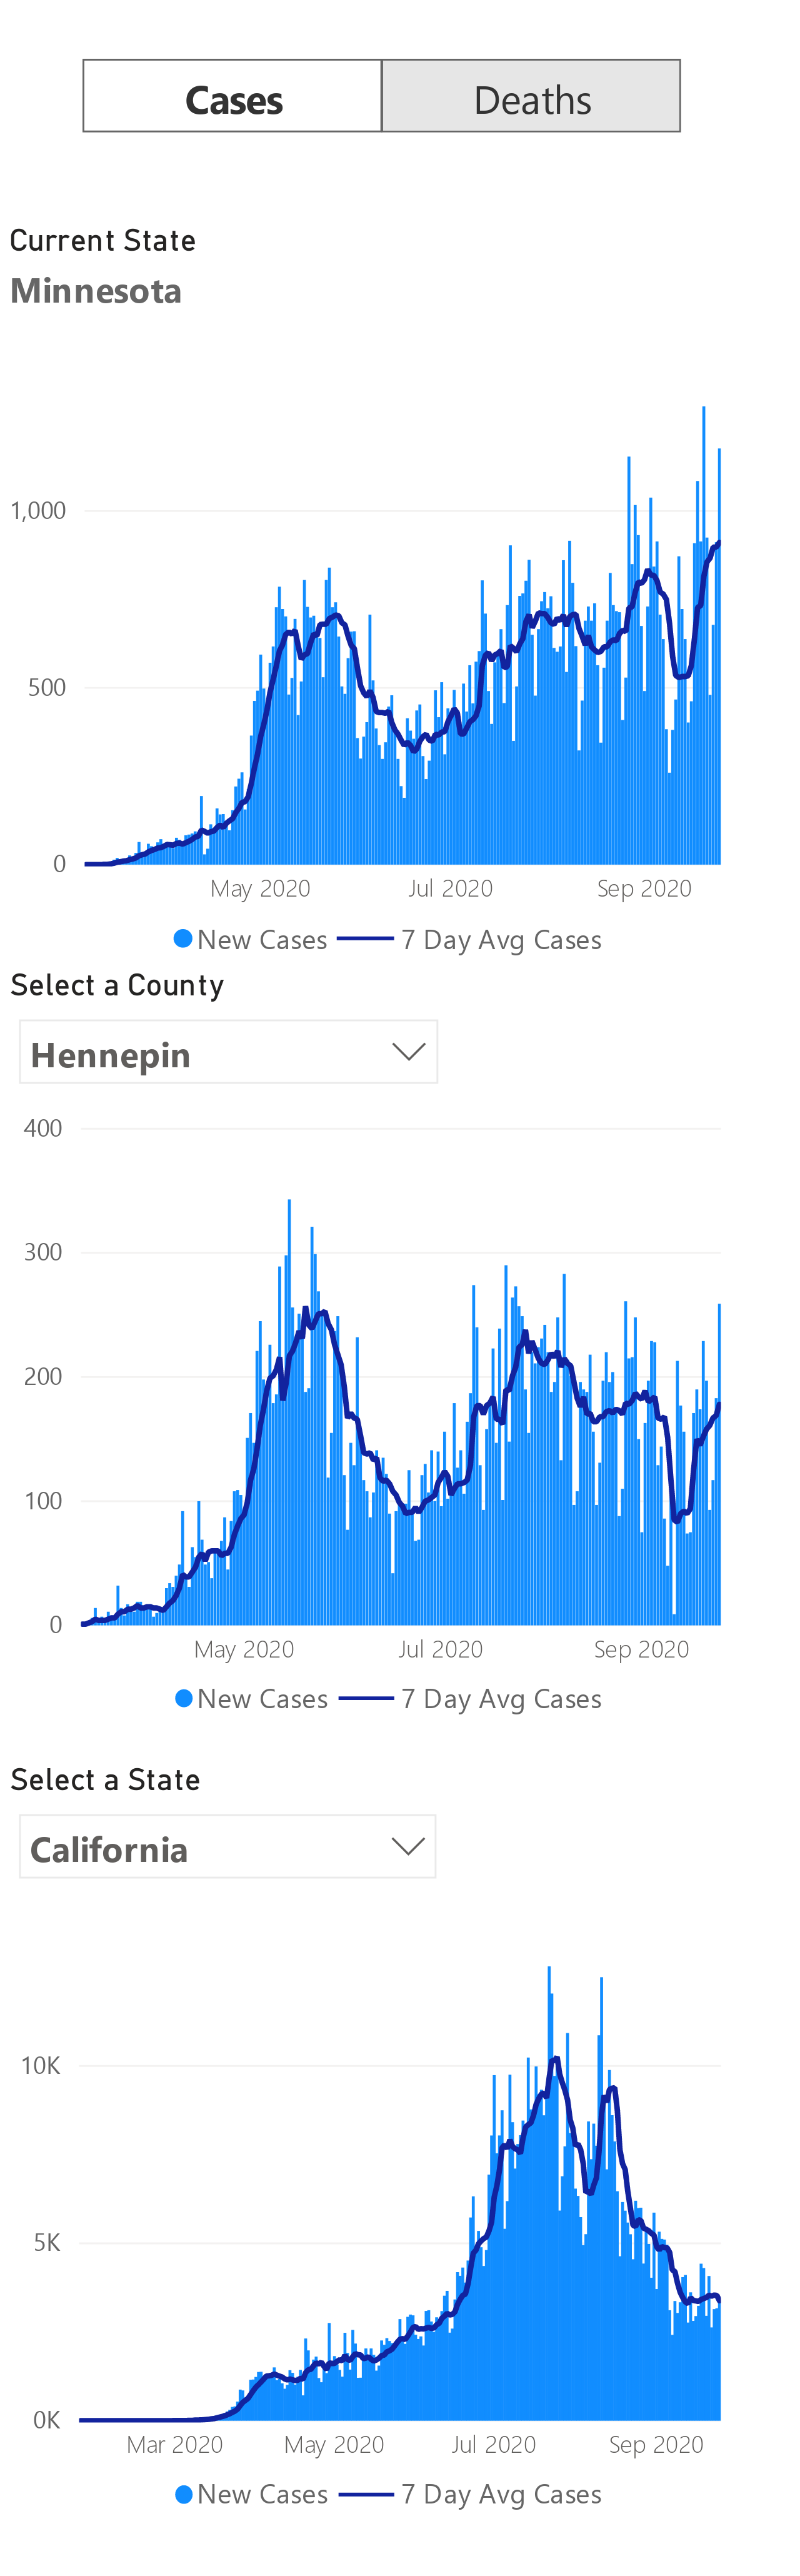 Cases Deaths
Current State
Minnesota
1,000
500
0
May 2020 Jul 2020 Sep 2020
New Cases 7 Day Avg Cases
Select a County
Hennepin
400
300
200
100
0
May 2020 Jul 2020 Sep 2020
New Cases 7 Day Avg Cases
Select a State
California
10K
5K
0K
Mar 2020 May 2020 Jul 2020 Sep 2020
New Cases 7 Day Avg Cases